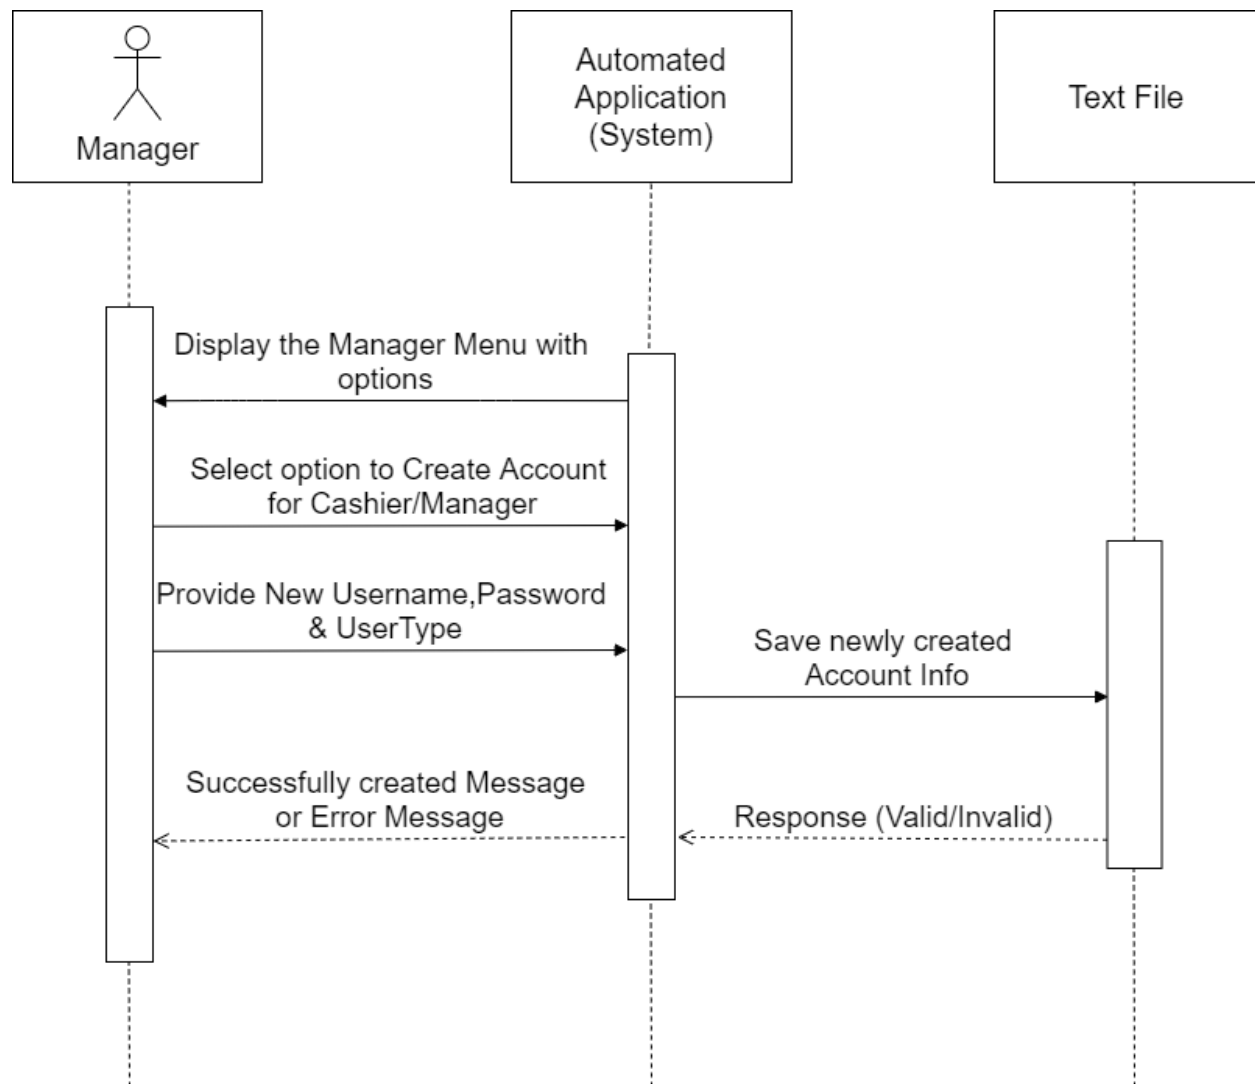 Manager
Automated
Application
(System)
Text File
Display the Manager Menu with
options
Select option to Create Account
for Cashier/Manager
Provide New Username,Password
& UserType
Save newly created
Account Info
Successfully created Message
or Error Message
Response (Valid/Invalid)